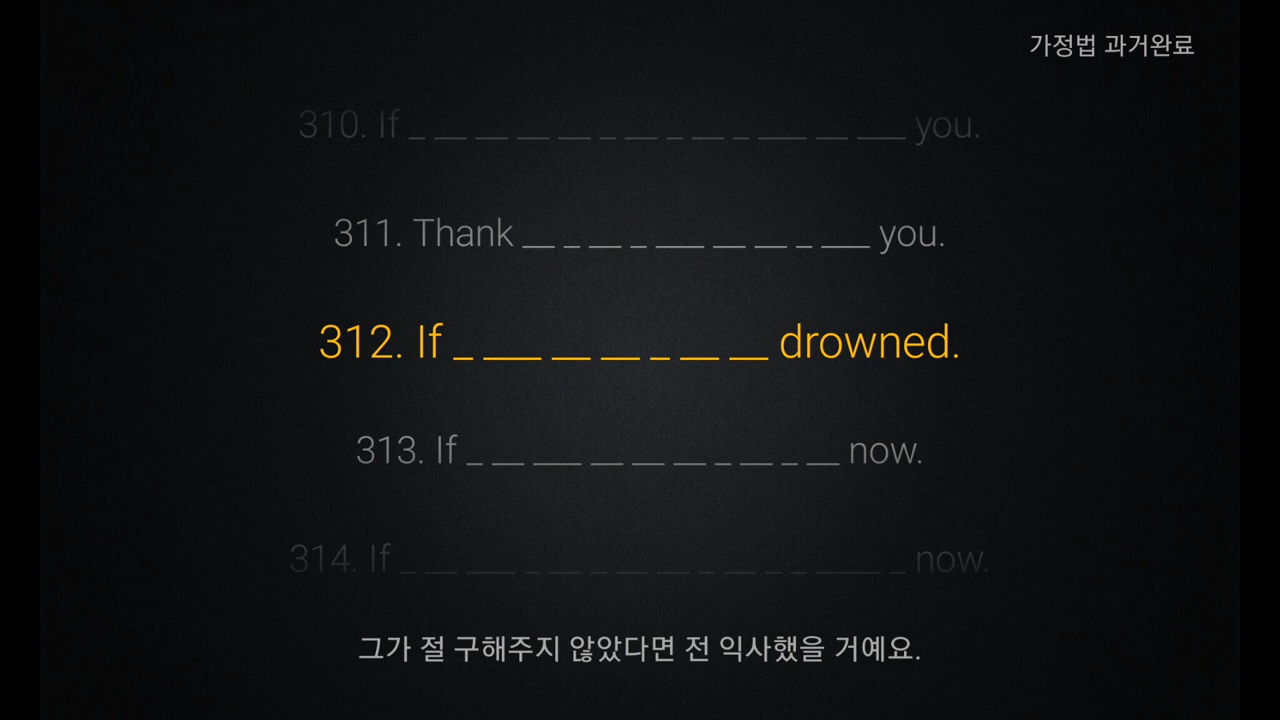 가정법 과거완료
310. If _ __ __ __ __ _ __ _ __ _ ___ __ ___ you.
311. Thank __ _ __ _ ___ __ __ _ ___ you.
312. If _ ___ __ __ _ __ __ drowned.
313. If _ __ ___ __ __ __ _ __ _ __ now.
314. If _ __ ___ _ __ _ __ _ __ _ _ ____ _ now.
그가 절 구해주지 않았다면 전 익사했을 거예요.